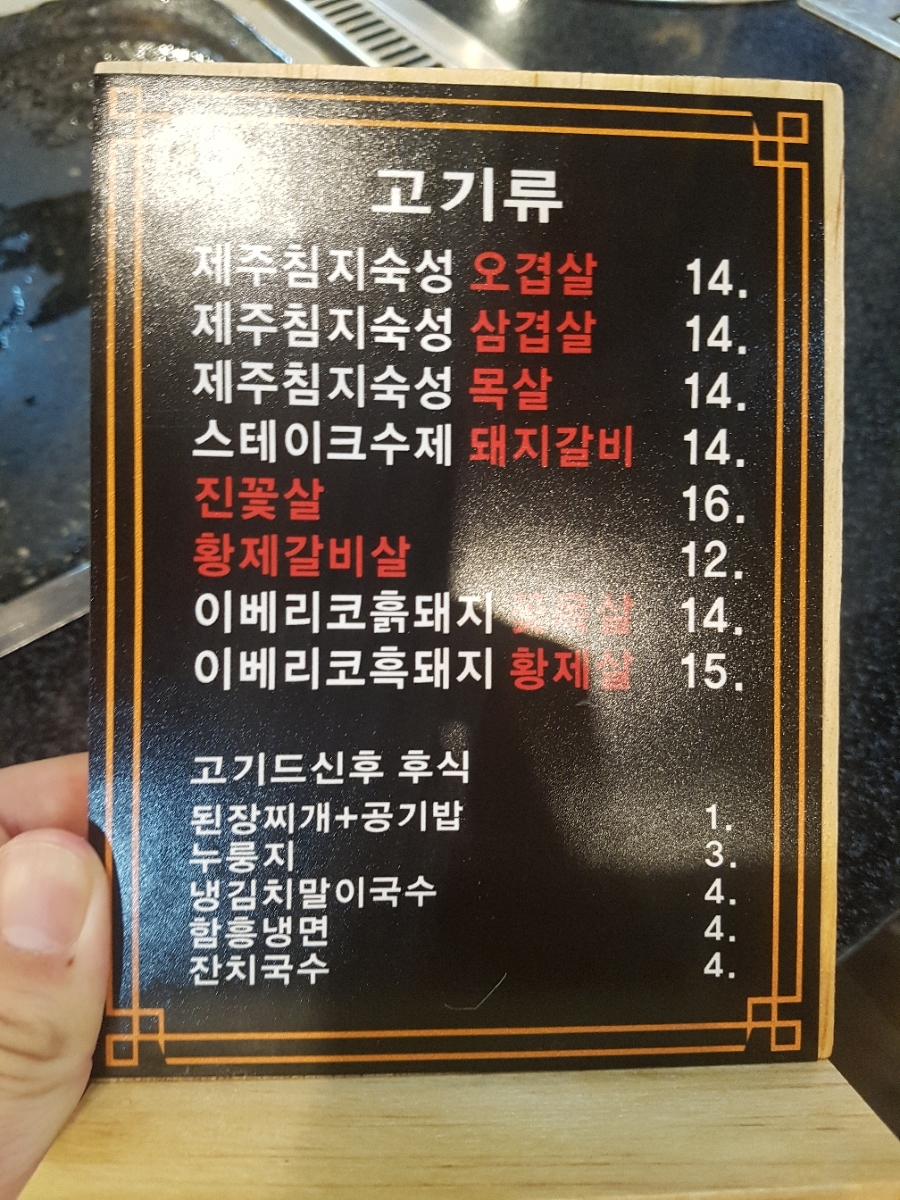 고기류
제주침지숙성 오겹살 14.
제주침지숙성 삼겹살 14.
제주침지숙성 목살 14.
스테이크수제 돼지갈비 14.
진꽃살 16.
황제갈비살 12.
이베리코흙돼지 14.
이베리코흑돼지 황제살 15.
고기드신후 후식
된장찌개+공기밥 1.
누룽지 3.
냉김치말이국수 4.
함흥냉면 4.
잔치국수 4.